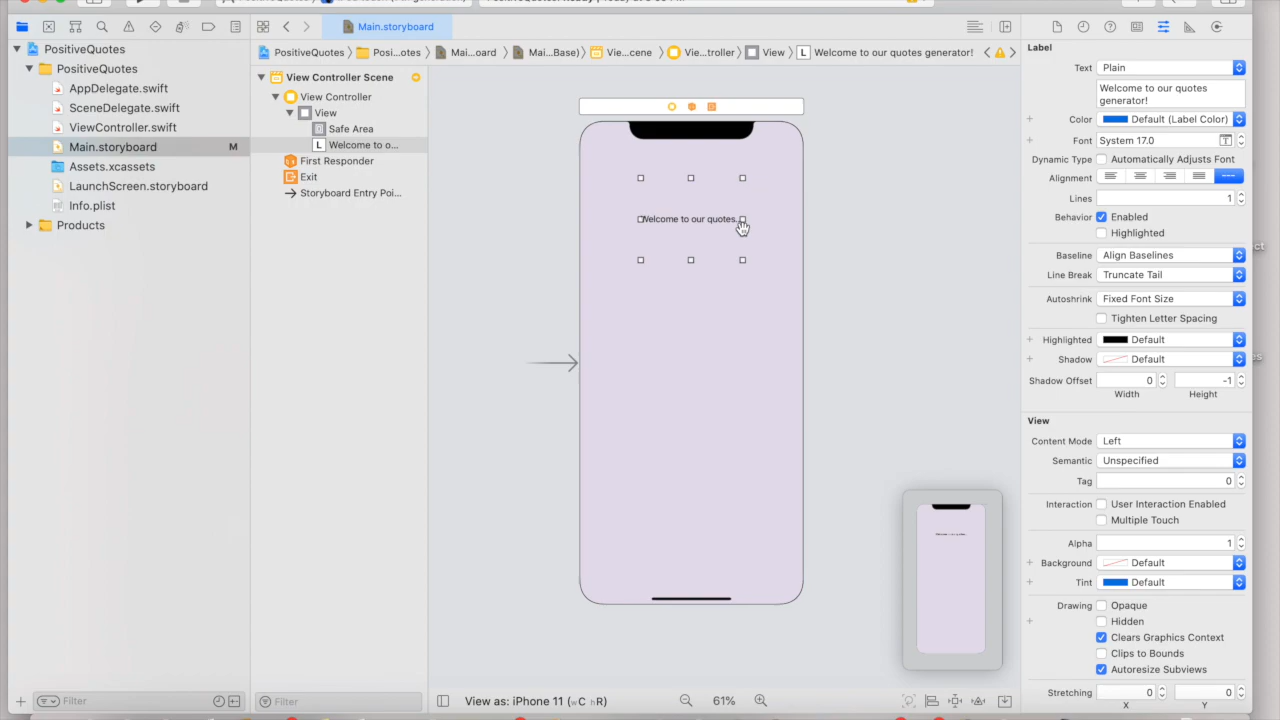 Main.storyboard
PositiveQuotes
PositiveQuotes
AppDelegate.swift
SceneDelegate.swift
ViewController.swift
Main.storyboard
M
Assets.xcassets
LaunchScreen.storyboard
Info.plist
Products
Filter
PositiveQuotes
Posi...otes
Mai...oard
Mai...Base)
Vie...cene
Vie...troller
View
L
Welcome to our quotes generator!
View Controller Scene
View Controller
View
Safe Area
L
Welcome to o...
First Responder
Exit
Storyboard Entry Poi...
Filter
Welcome to our quotes...
View as: iPhone 11 (wC hR)
61%
Label
Text
Plain
Welcome to our quotes
generator!
Color
Default (Label Color)
Font
System 17.0
T
Dynamic Type
Automatically Adjusts Font
Alignment
Lines
1
Behavior
Enabled
Highlighted
Baseline
Align Baselines
Line Break
Truncate Tail
Autoshrink
Fixed Font Size
Tighten Letter Spacing
Highlighted
Default
Shadow
Default
Shadow Offset
0
-1
Width
Height
View
Content Mode
Left
Semantic
Unspecified
Tag
0
Interaction
User Interaction Enabled
Multiple Touch
Alpha
1
Background
Default
Tint
Default
Drawing
Opaque
Hidden
Clears Graphics Context
Clips to Bounds
Autoresize Subviews
Stretching
0
0
X
Y